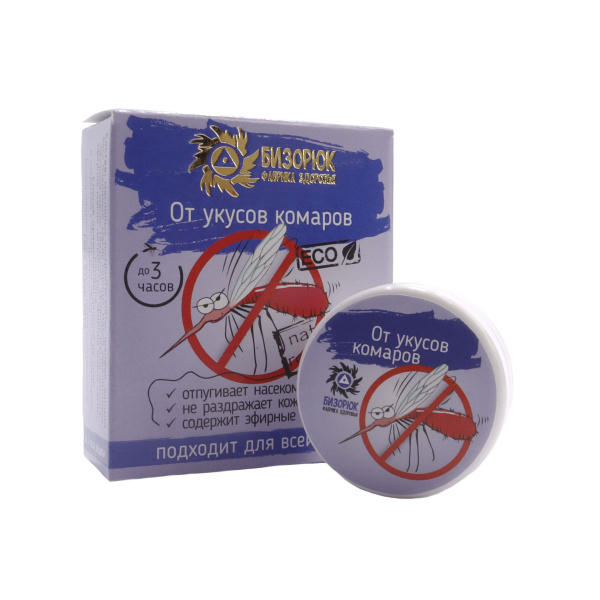 БИЗОРЮК
ФАБРИКА ЗДОРОВЬЯ
От укусов комаров
ECO
до 3
часов
nat
отпугивает насеком
не раздражает кож
содержит эфирные
подходит для всей
От укусов
комаров
БИЗОРЮК
ФАБРИКА ЗДОРОВЬЯ